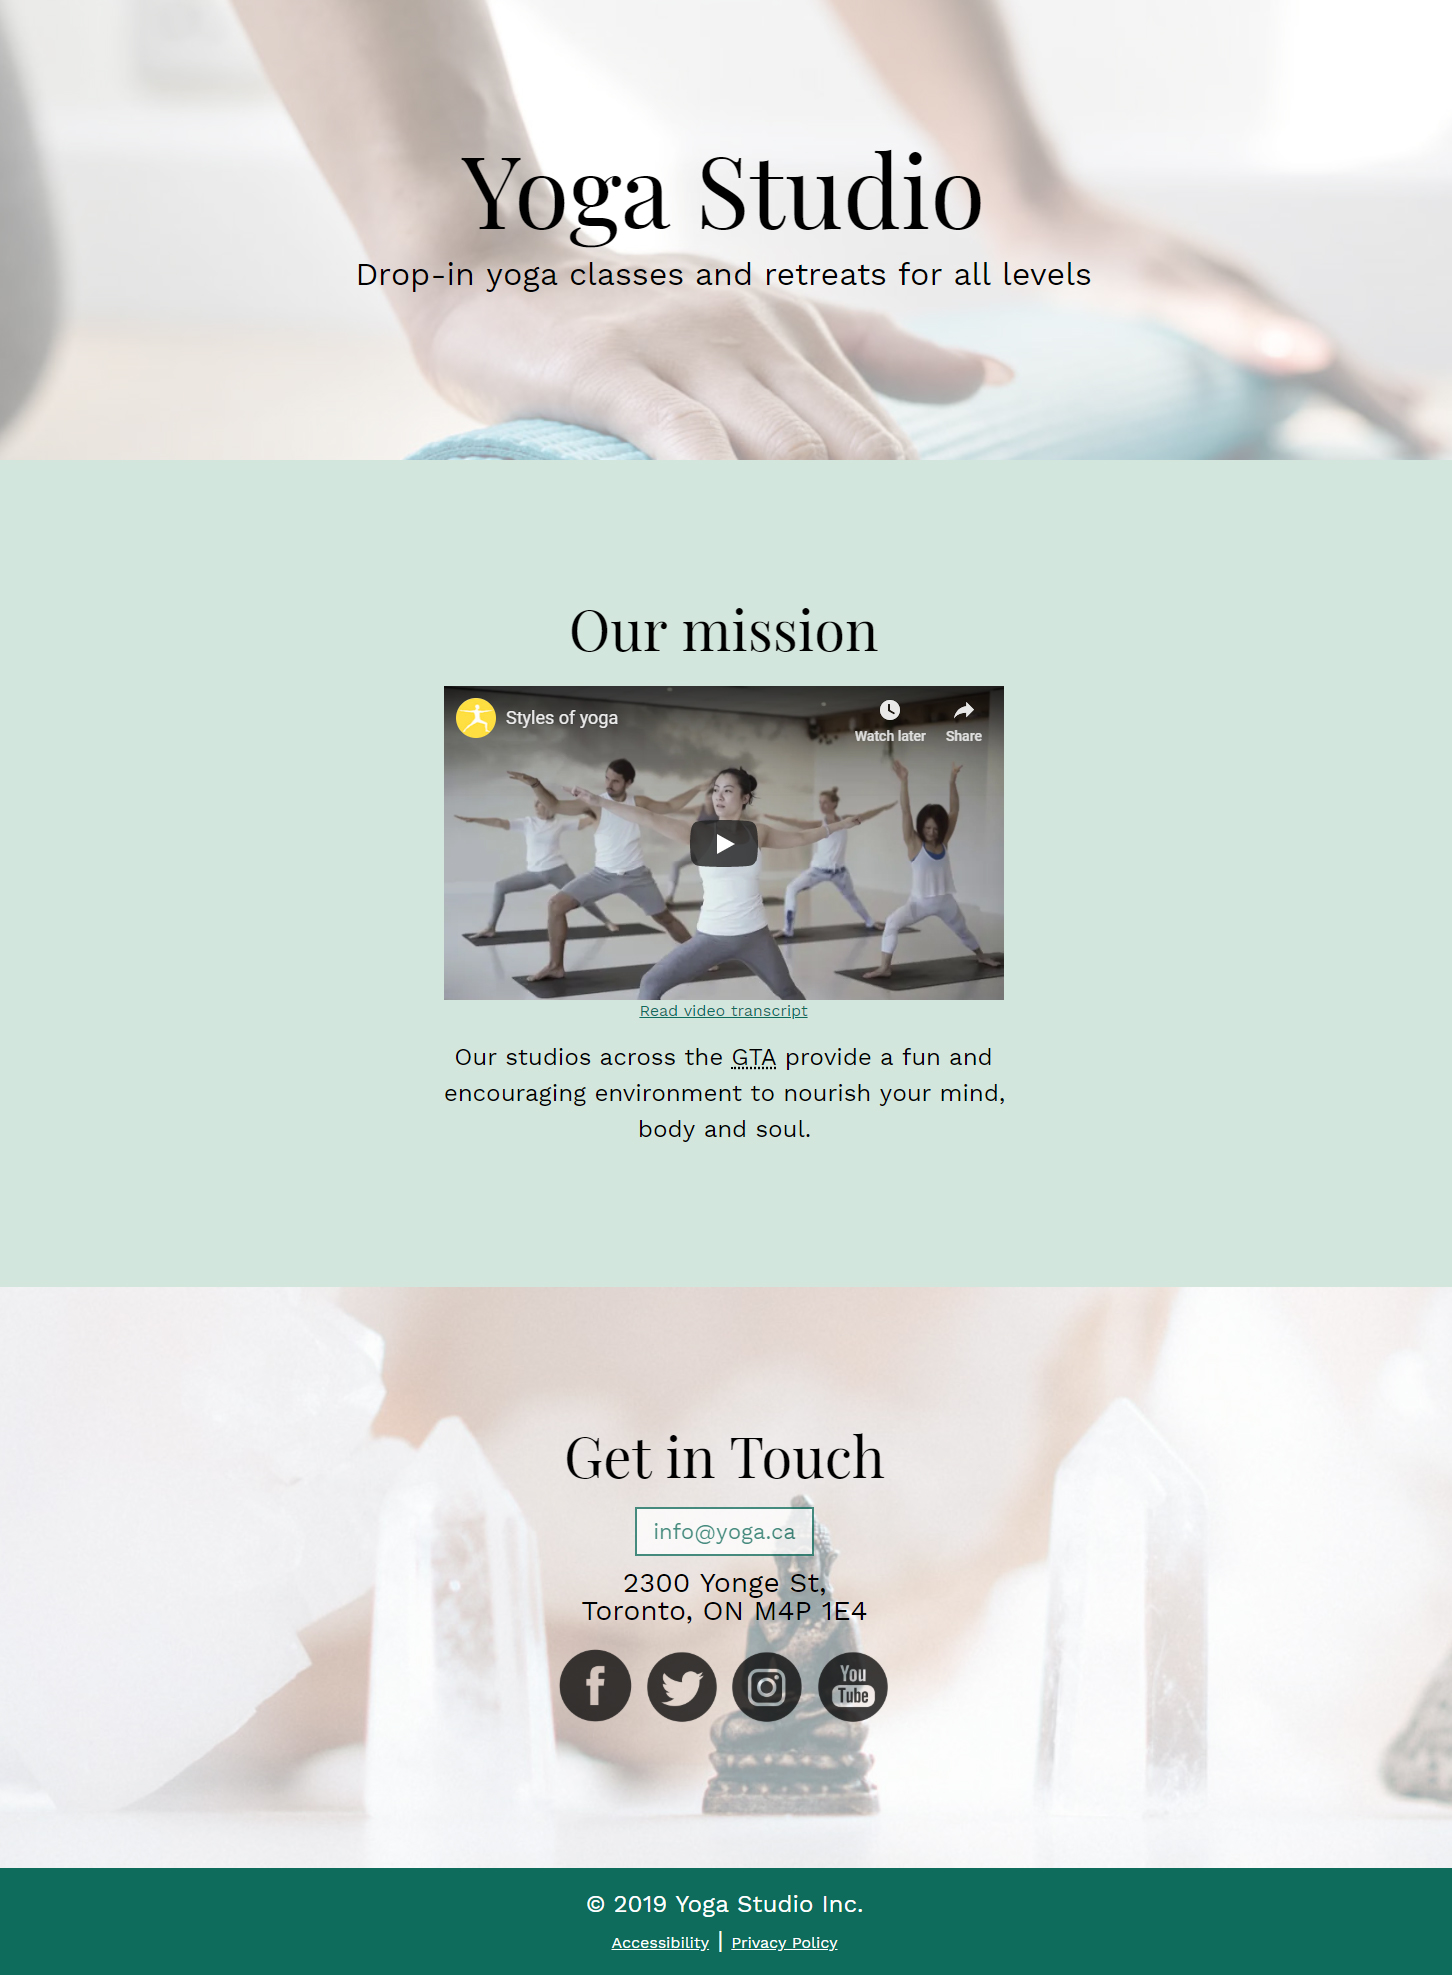 Yoga Studio
Drop-in yoga classes and retreats for all levels
Our mission
Styles of yoga
Watch later
Share
Read video transcript
Our studios across the GTA provide a fun and
encouraging environment to nourish your mind,
body and soul.
Get in Touch
info@yoga.ca
2300 Yonge St,
Toronto, ON M4P 1E4
f
You
Tube
© 2019 Yoga Studio Inc.
Accessibility | Privacy Policy